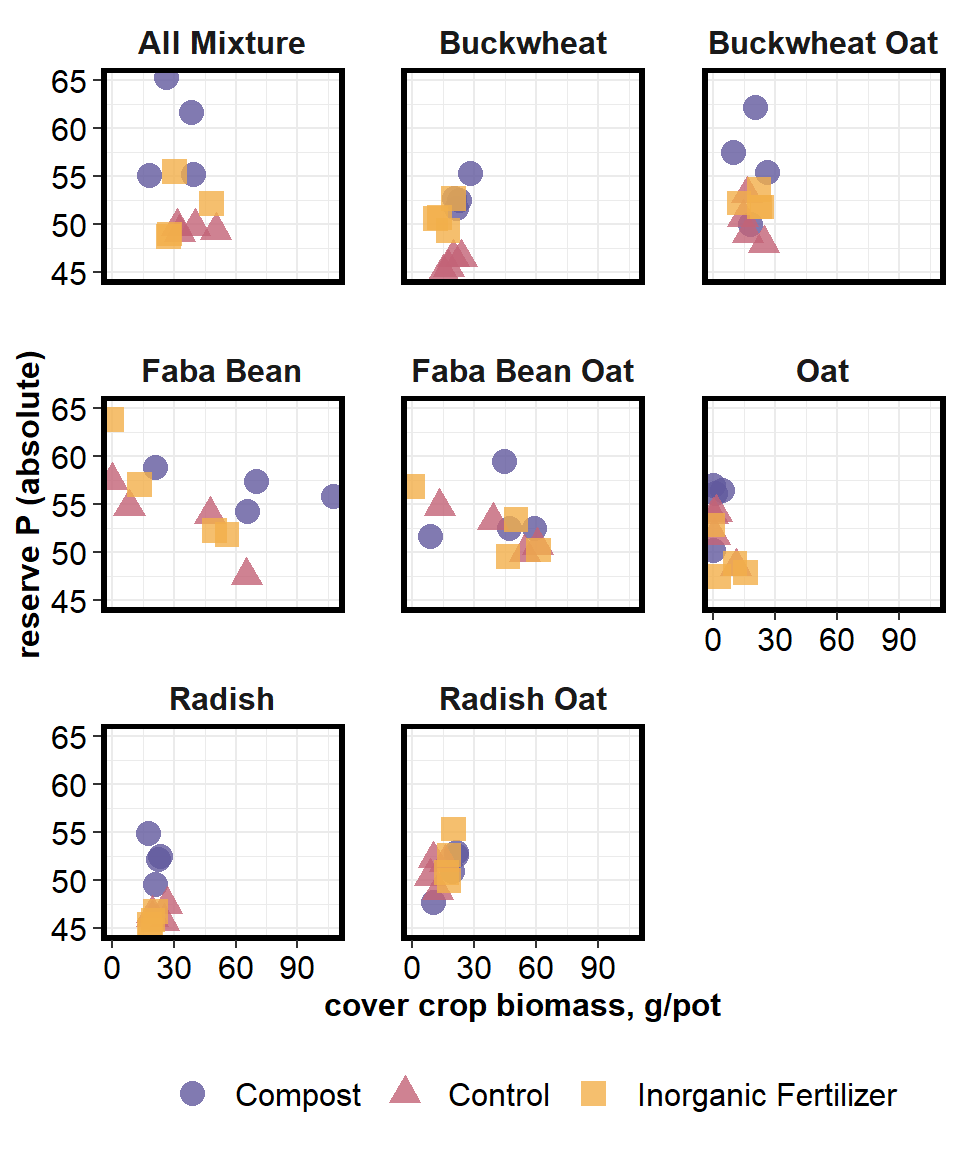 All Mixture
Buckwheat
Buckwheat Oat
65
60
55
50
45
Faba Bean
Faba Bean Oat
Oat
65
60
55
50
45
0 30 60 90
reserve P (absolute)
Radish
Radish Oat
65
60
55
50
45
0 30 60 90
0 30 60 90
cover crop biomass, g/pot
Compost
Control
Inorganic Fertilizer